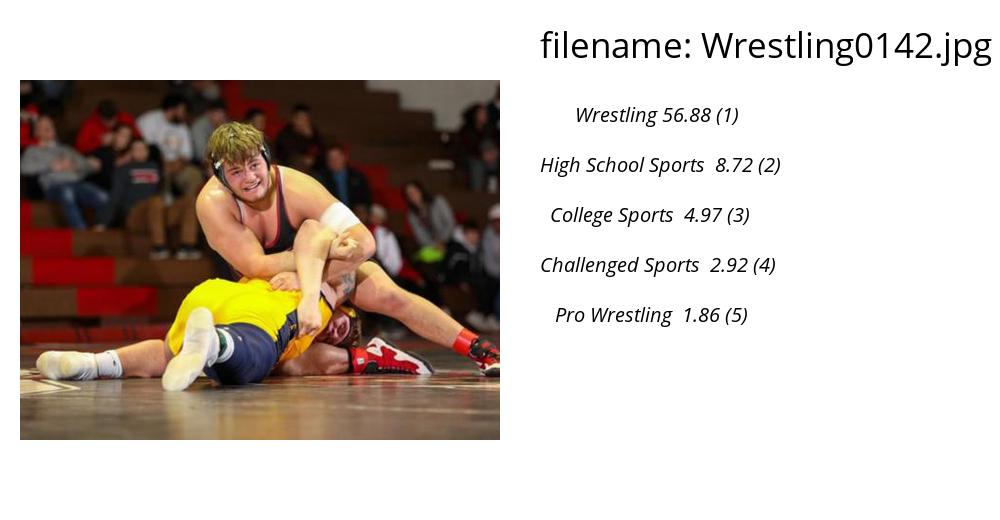 filename: Wrestling0142.jpg
Wrestling 56.88 (1)
High School Sports 8.72 (2)
College Sports 4.97 (3)
Challenged Sports 2.92 (4)
Pro Wrestling 1.86 (5)